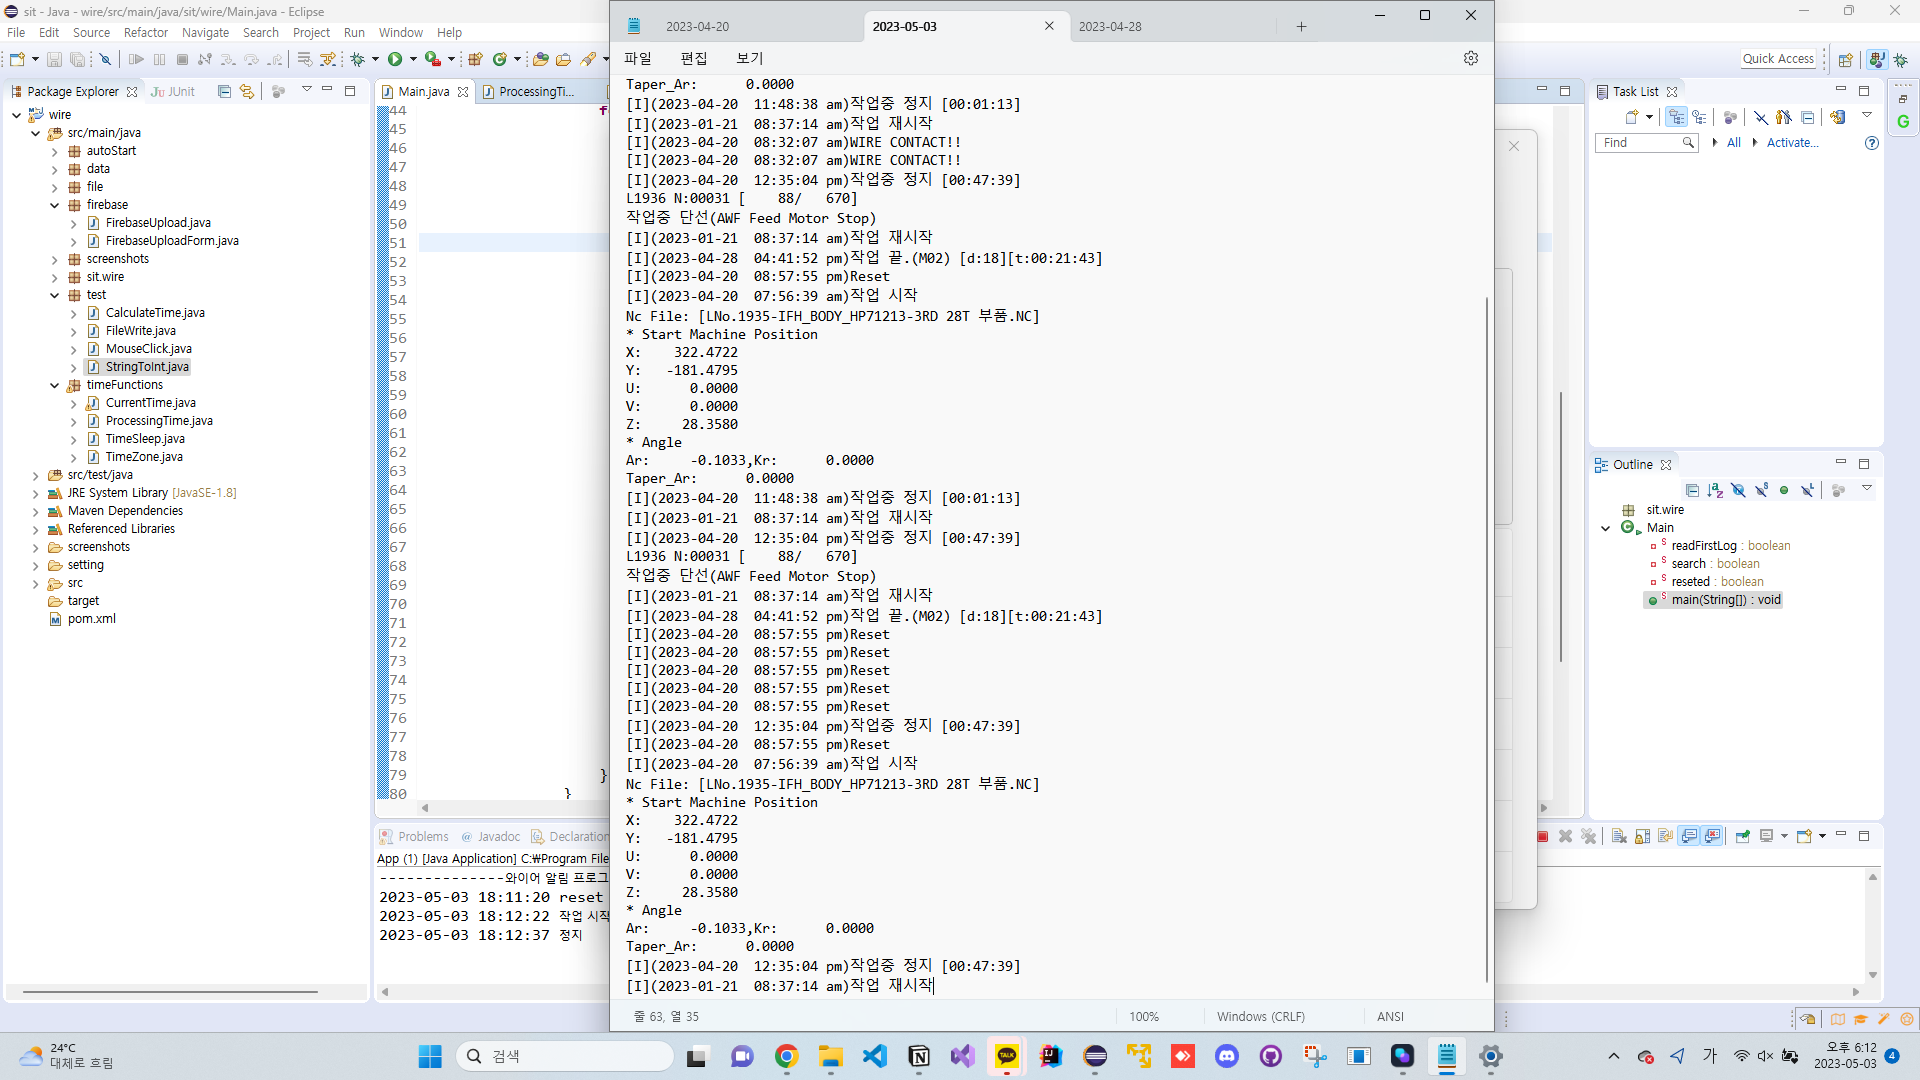 sit - Java - wire/src/main/java/sit/wire/Main.java - Eclipse
File Edit Source Refactor Navigate Search Project Run Window Help
Quick Access
Package Explorer
JUnit
wire
src/main/java
autoStart
data
file
firebase
FirebaseUpload.java
FirebaseUploadForm.java
screenshots
sit.wire
test
CalculateTime.java
FileWrite.java
MouseClick.java
StringToInt.java
timeFunctions
CurrentTime.java
ProcessingTime.java
TimeSleep.java
TimeZone.java
src/test/java
JRE System Library [JavaSE-1.8]
Maven Dependencies
Referenced Libraries
screenshots
setting
src
target
pom.xml
Main.java
ProcessingTi...
44
45
46
47
48
49
50
51
52
53
54
55
56
57
58
59
60
61
62
63
64
65
66
67
68
69
70
71
72
73
74
75
76
77
78
79 }
80 }
Problems @ Javadoc Declaration
App (1) [Java Application] C:₩Program File
--------------와이어 알림 프로그
2023-05-03 18:11:20 reset
2023-05-03 18:12:22 작업 시작
2023-05-03 18:12:37 정지
2023-04-20
2023-05-03
2023-04-28
파일 편집 보기
Taper_Ar: 0.0000
[I](2023-04-20 11:48:38 am)작업중 정지 [00:01:13]
[I](2023-01-21 08:37:14 am)작업 재시작
[I](2023-04-20 08:32:07 am)WIRE CONTACT!!
[I](2023-04-20 08:32:07 am)WIRE CONTACT!!
[I](2023-04-20 12:35:04 pm)작업중 정지 [00:47:39]
L1936 N:00031 [ 88/ 670]
작업중 단선(AWF Feed Motor Stop)
[I](2023-01-21 08:37:14 am)작업 재시작
[I](2023-04-28 04:41:52 pm)작업 끝.(M02) [d:18][t:00:21:43]
[I](2023-04-20 08:57:55 pm)Reset
[I](2023-04-20 07:56:39 am)작업 시작
Nc File: [LNo.1935-IFH_BODY_HP71213-3RD 28T 부품.NC]
* Start Machine Position
X: 322.4722
Y: -181.4795
U: 0.0000
V: 0.0000
Z: 28.3580
* Angle
Ar: -0.1033,Kr: 0.0000
Taper_Ar: 0.0000
[I](2023-04-20 11:48:38 am)작업중 정지 [00:01:13]
[I](2023-01-21 08:37:14 am)작업 재시작
[I](2023-04-20 12:35:04 pm)작업중 정지 [00:47:39]
L1936 N:00031 [ 88/ 670]
작업중 단선(AWF Feed Motor Stop)
[I](2023-01-21 08:37:14 am)작업 재시작
[I](2023-04-28 04:41:52 pm)작업 끝.(M02) [d:18][t:00:21:43]
[I](2023-04-20 08:57:55 pm)Reset
[I](2023-04-20 08:57:55 pm)Reset
[I](2023-04-20 08:57:55 pm)Reset
[I](2023-04-20 08:57:55 pm)Reset
[I](2023-04-20 08:57:55 pm)Reset
[I](2023-04-20 12:35:04 pm)작업중 정지 [00:47:39]
[I](2023-04-20 08:57:55 pm)Reset
[I](2023-04-20 07:56:39 am)작업 시작
Nc File: [LNo.1935-IFH_BODY_HP71213-3RD 28T 부품.NC]
* Start Machine Position
X: 322.4722
Y: -181.4795
U: 0.0000
V: 0.0000
Z: 28.3580
* Angle
Ar: -0.1033,Kr: 0.0000
Taper_Ar: 0.0000
[I](2023-04-20 12:35:04 pm)작업중 정지 [00:47:39]
[I](2023-01-21 08:37:14 am)작업 재시작
줄 63, 열 35
100%
Windows (CRLF)
ANSI
Task List
Find
All
Activate...
Outline
sit.wire
Main
readFirstLog : boolean
search : boolean
reseted : boolean
main(String[]) : void
24°C
대체로 흐림
검색
TALK
가
오후 6:12
2023-05-03
4